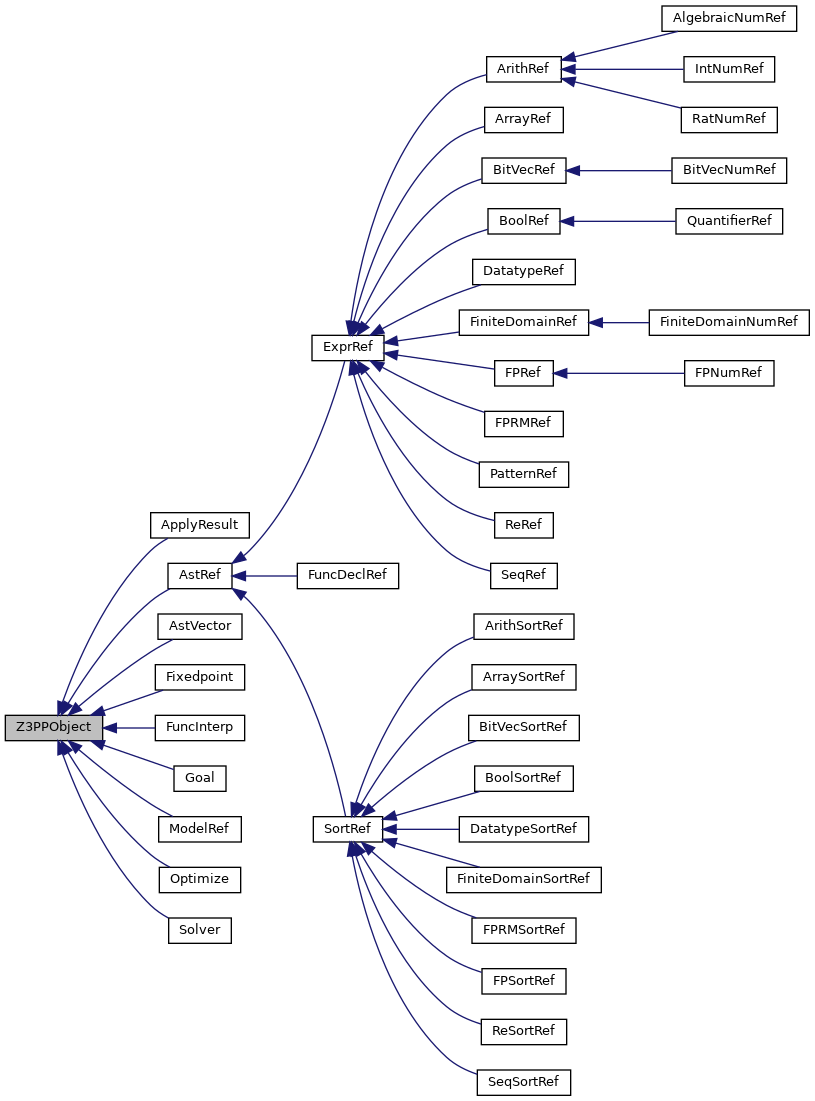 AlgebraicNumRef
ArithRef
IntNumRef
RatNumRef
ArrayRef
BitVecRef
BitVecNumRef
BoolRef
QuantifierRef
DatatypeRef
FiniteDomainRef
FiniteDomainNumRef
ExprRef
FPRef
FPNumRef
FPRMRef
PatternRef
ReRef
ApplyResult
AstRef
FuncDeclRef
SeqRef
AstVector
ArithSortRef
Fixedpoint
ArraySortRef
Z3PPObject
FuncInterp
BitVecSortRef
Goal
BoolSortRef
ModelRef
SortRef
DatatypeSortRef
Optimize
FiniteDomainSortRef
Solver
FPRMSortRef
FPSortRef
ReSortRef
SeqSortRef